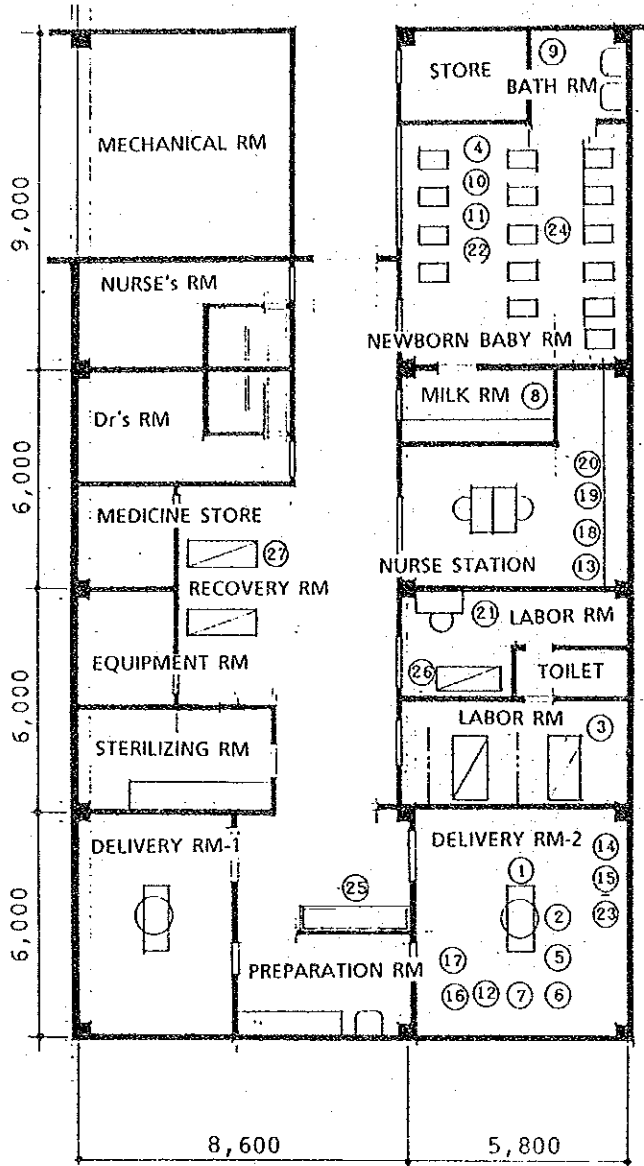 STORE
⑨
BATH RM
MECHANICAL RM
④
⑩
⑪
㉒
㉔
9,000
NURSE's RM
NEWBORN BABY RM
MILK RM ⑧
Dr's RM
6,000
⑳
⑲
⑱
⑬
MEDICINE STORE
㉗
NURSE STATION
RECOVERY RM
㉑
LABOR RM
EQUIPMENT RM
㉖
TOILET
6,000
LABOR RM
③
STERILIZING RM
DELIVERY RM-1
DELIVERY RM-2
⑭
①
⑮
㉕
㉓
②
6,000
⑤
⑰
PREPARATION RM
⑯
⑫
⑦
⑥
8,600
5,800